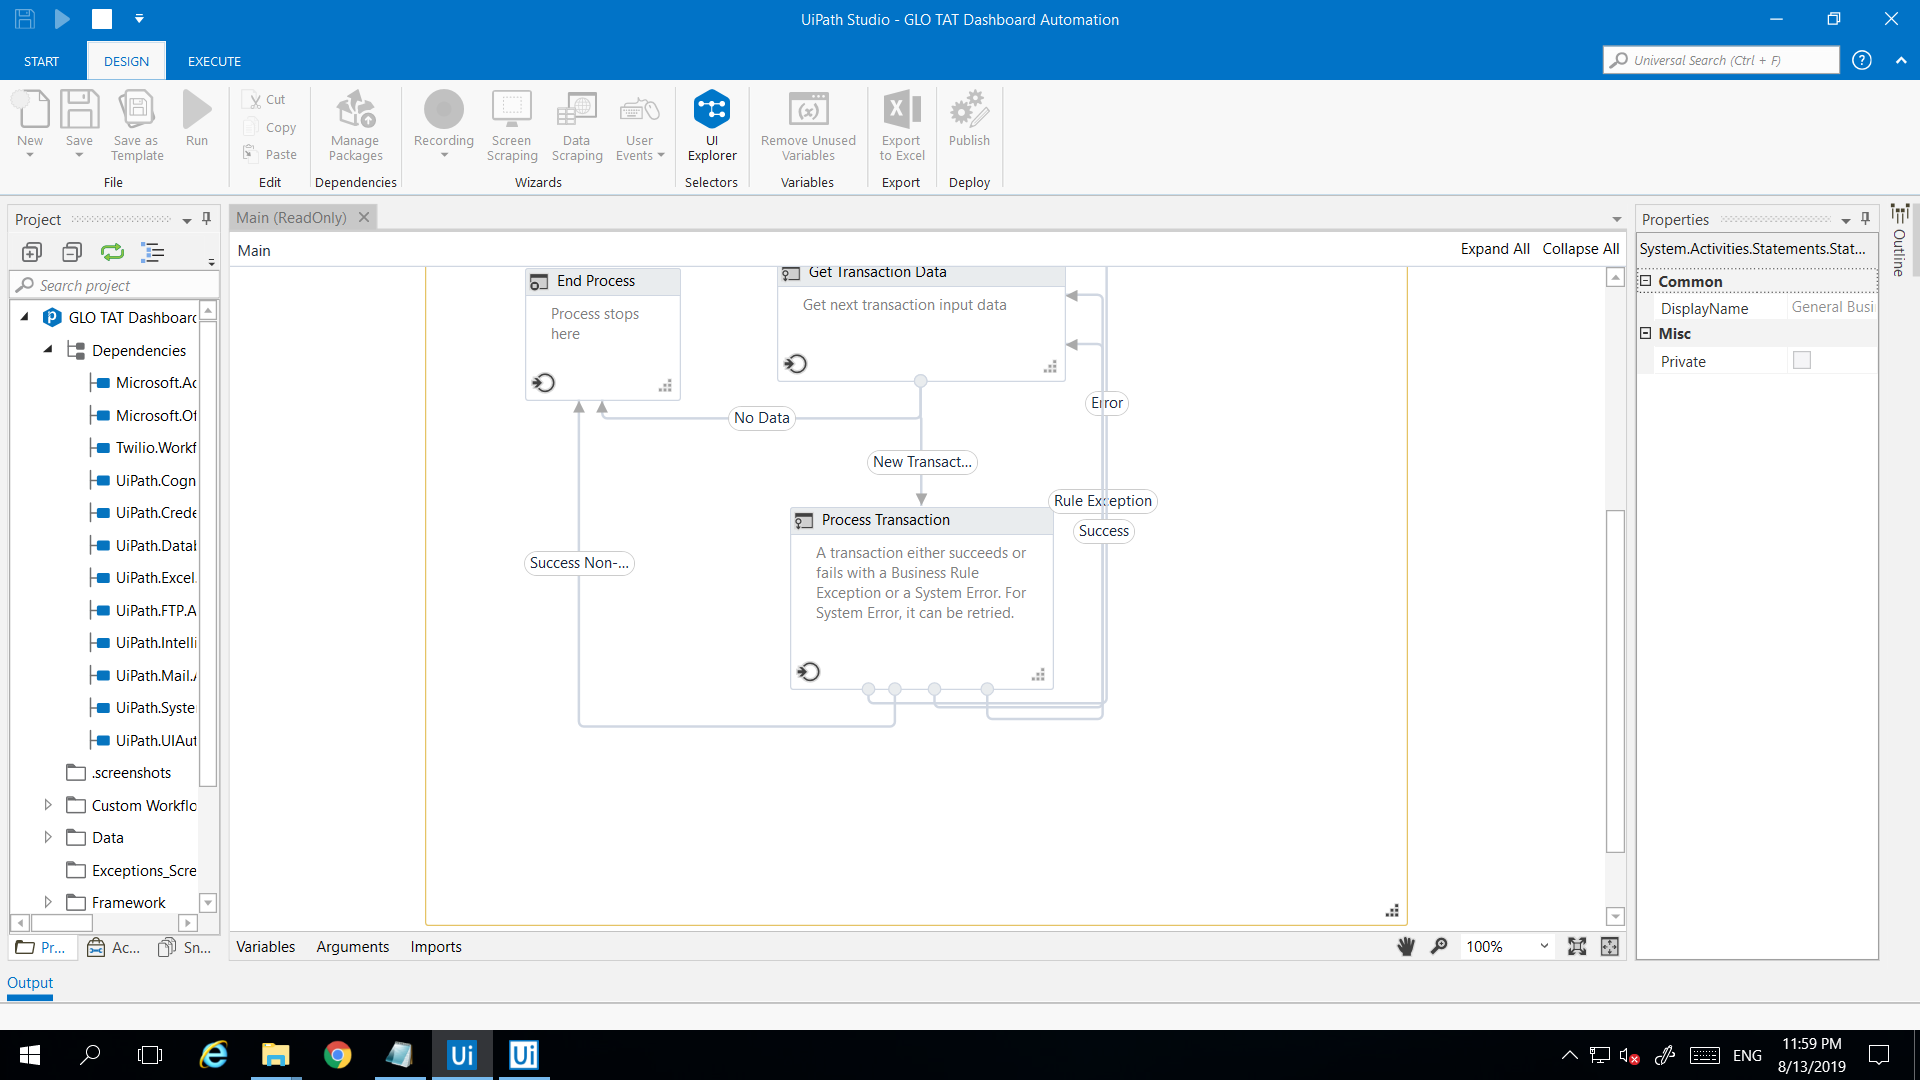 UiPath Studio - GLO TAT Dashboard Automation
START
DESIGN
EXECUTE
Universal Search (Ctrl + F)
New
Save
Save as
Template
Run
File
Cut
Copy
Paste
Edit
Manage
Packages
Dependencies
Recording
Screen
Scraping
Data
Scraping
User
Events
Wizards
UI
Explorer
Selectors
Remove Unused
Variables
Variables
Export
to Excel
Export
Publish
Deploy
Project
Search project
GLO TAT Dashboard
Dependencies
Microsoft.Ac
Microsoft.Of
Twilio.Workf
UiPath.Cogn
UiPath.Crede
UiPath.Datab
UiPath.Excel.
UiPath.FTP.A
UiPath.Intelli
UiPath.Mail.A
UiPath.Syste
UiPath.UIAut
.screenshots
Custom Workflo
Data
Exceptions_Scre
Framework
Pr...
Ac...
Sn...
Main (ReadOnly)
Main
Expand All
Collapse All
End Process
Process stops
here
Get Transaction Data
Get next transaction input data
No Data
Error
New Transact...
Rule Exception
Success
Success Non-...
Process Transaction
A transaction either succeeds or
fails with a Business Rule
Exception or a System Error. For
System Error, it can be retried.
Variables
Arguments
Imports
100%
Properties
System.Activities.Statements.Stat...
Common
DisplayName
General Busi
Misc
Private
Outline
Output
Ui
Ui
ENG
11:59 PM
8/13/2019